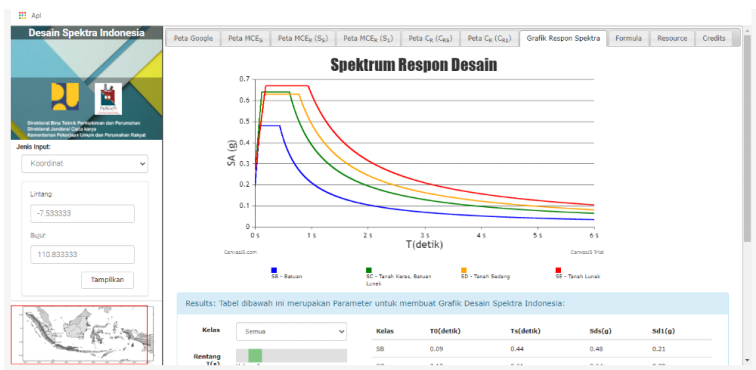 Apl
Desain Spektra Indonesia
Direktorat Bina Teknik Permukiman dan Perumahan
Direktorat Jenderal Cipta Karya
Kementerian Pekerjaan Umum dan Perumahan Rakyat
Jenis Input:
Koordinat
Lintang
-7.533333
Bujur:
110.833333
Tampilkan
Peta Google
Peta MCEG
Peta MCER (SS)
Peta MCER (S1)
Peta CR (CRS)
Peta CR (CR1)
Grafik Respon Spektra
Formula
Resource
Credits
Spektrum Respon Desain
SA (g)
0.7
0.6
0.5
0.4
0.3
0.2
0.1
0
0 s
1 s
2 s
3 s
4 s
5 s
6 s
T(detik)
CanvasJS.com
CanvasJS Trial
SB - Batuan
SC - Tanah Keras, Batuan
Lunak
SD - Tanah Sedang
SE - Tanah Lunak
Results: Tabel dibawah ini merupakan Parameter untuk membuat Grafik Desain Spektra Indonesia:
Kelas
Semua
Rentang
T(s)
Kelas T0(detik) Ts(detik) Sds(g) Sd1(g)
SB 0.09 0.44 0.48 0.21